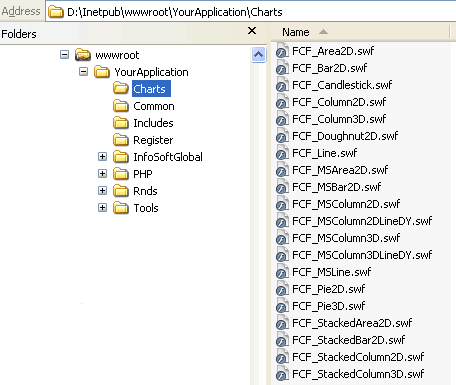 Address D:\Inetpub\wwwroot\YourApplication\Charts
Folders
wwwroot
YourApplication
Charts
Common
Includes
Register
InfoSoftGlobal
PHP
Rnds
Tools
Name
FCF_Area2D.swf
FCF_Bar2D.swf
FCF_Candlestick.swf
FCF_Column2D.swf
FCF_Column3D.swf
FCF_Doughnut2D.swf
FCF_Line.swf
FCF_MSArea2D.swf
FCF_MSBar2D.swf
FCF_MSColumn2D.swf
FCF_MSColumn2DLineDY.swf
FCF_MSColumn3D.swf
FCF_MSColumn3DLineDY.swf
FCF_MSLine.swf
FCF_Pie2D.swf
FCF_Pie3D.swf
FCF_StackedArea2D.swf
FCF_StackedBar2D.swf
FCF_StackedColumn2D.swf
FCF_StackedColumn3D.swf